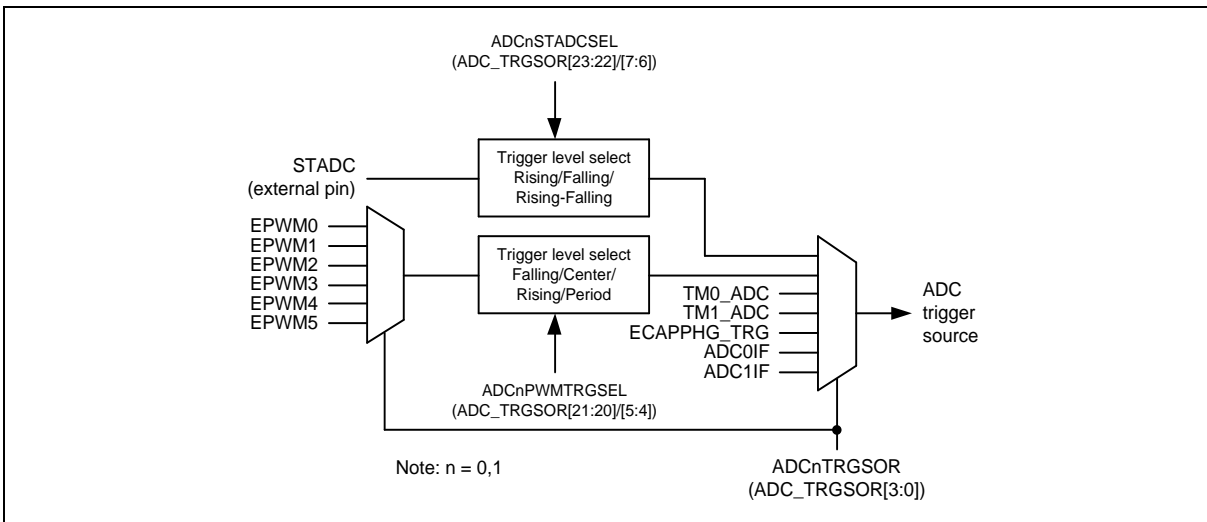 ADCnSTADCSEL
(ADC_TRGSOR[23:22]/[7:6])
STADC
(external pin)
Trigger level select
Rising/Falling/
Rising-Falling
EPWM0
EPWM1
EPWM2
EPWM3
EPWM4
EPWM5
Trigger level select
Falling/Center/
Rising/Period
TM0_ADC
TM1_ADC
ECAPPHG_TRG
ADC0IF
ADC1IF
ADC
trigger
source
ADCnPWMTRGSEL
(ADC_TRGSOR[21:20]/[5:4])
Note: n = 0,1
ADCnTRGSOR
(ADC_TRGSOR[3:0])